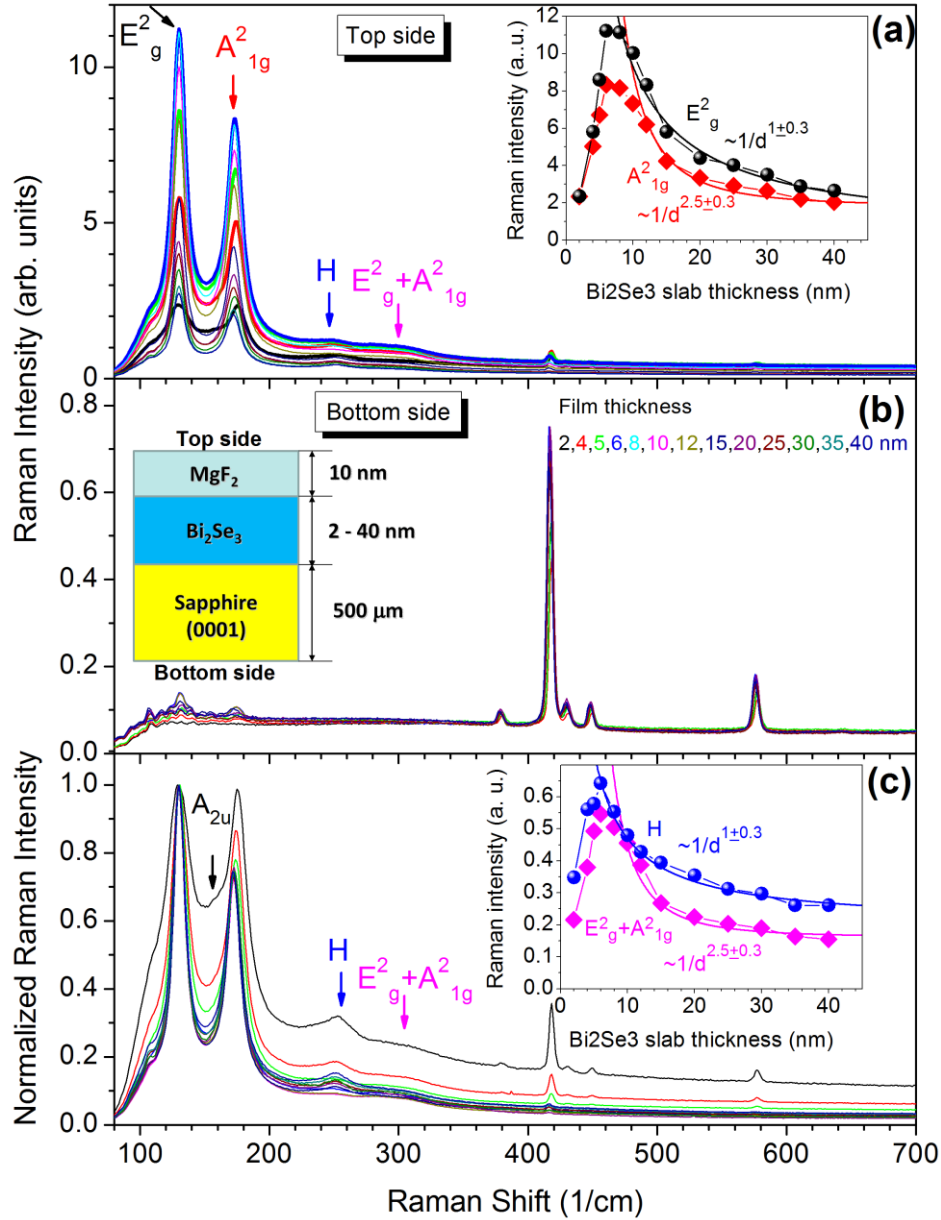 Raman Intensity (arb. units)
10
5
0
E²g
A²1g
Top side
H
E²g+A²1g
(a)
Raman intensity (a.u.)
12
10
8
6
4
2
0
E²g
~1/d^1±0.3
A²1g
~1/d^2.5±0.3
0 10 20 30 40
Bi2Se3 slab thickness (nm)
0.8
0.6
0.4
0.2
0.0
Bottom side
(b)
Film thickness
2,4,5,6,8,10,12,15,20,25,30,35,40 nm
Top side
MgF₂
10 nm
Bi₂Se₃
2 - 40 nm
Sapphire
(0001)
500 µm
Bottom side
Normalized Raman Intensity
1.0
0.8
0.6
0.4
0.2
0.0
A₂u
H
E²g+A²1g
(c)
Raman intensity (a. u.)
0.6
0.5
0.4
0.3
0.2
0.1
0.0
H
~1/d^1±0.3
E²g+A²1g
~1/d^2.5±0.3
0 10 20 30 40
Bi2Se3 slab thickness (nm)
100 200 300 400 500 600 700
Raman Shift (1/cm)